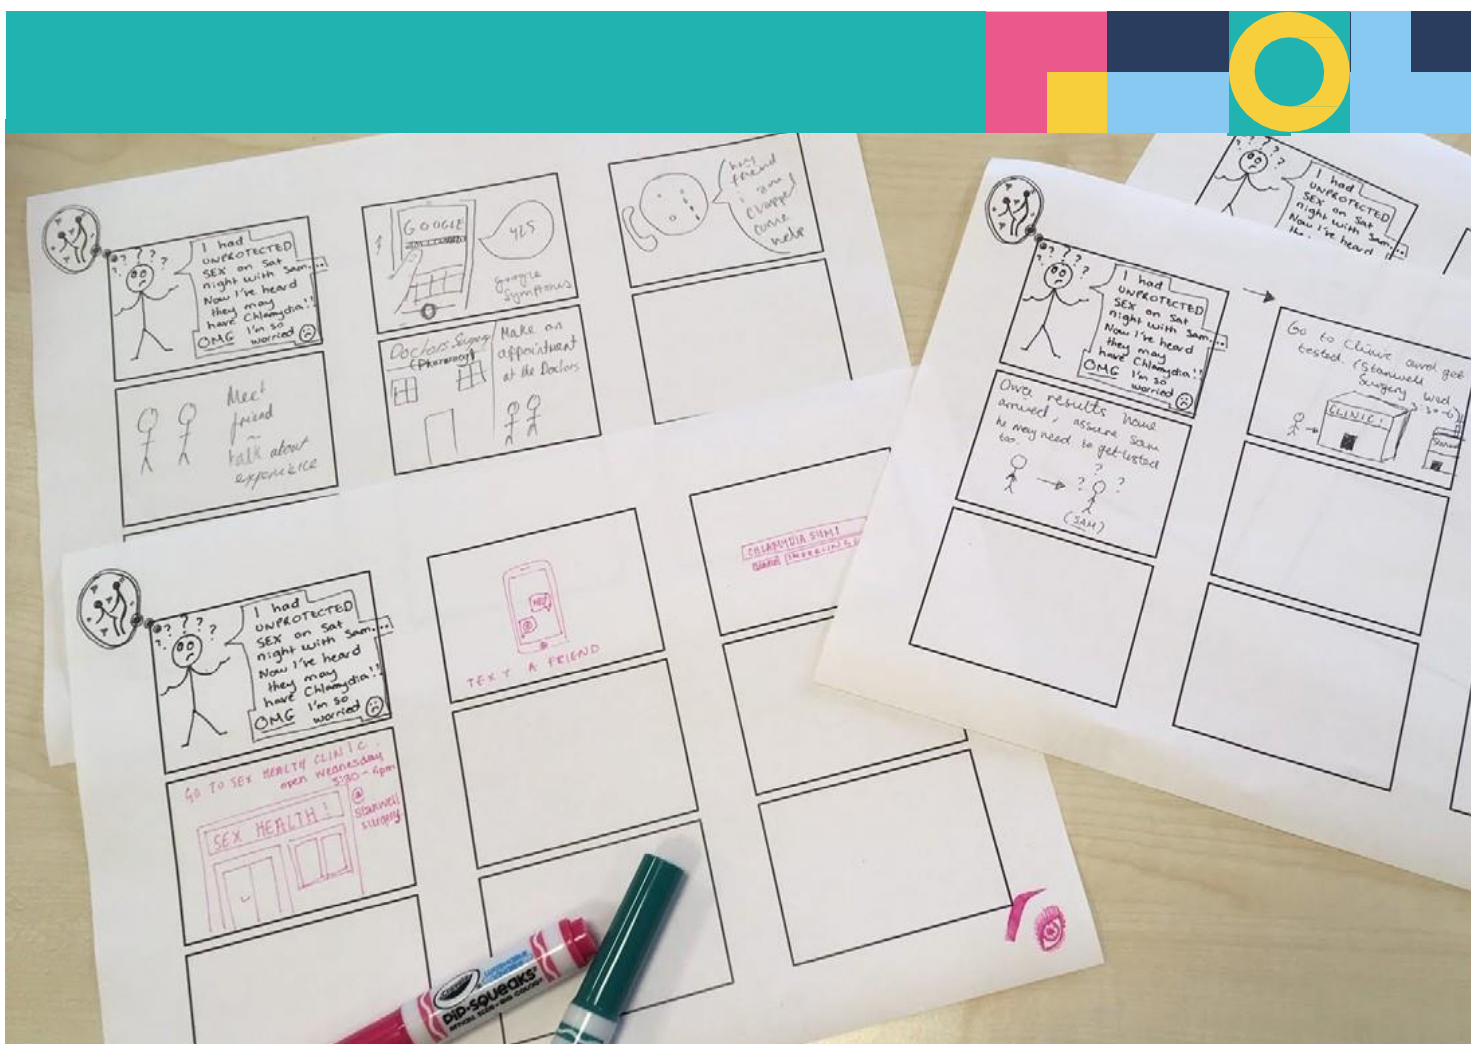 I had
UNPROTECTED
SEX on Sat
night with Sam....
Now I've heard
they may
have Chlamydia!!
OMG I'm so
worried
? ? ? ?
GOOGLE
google
symptoms
hey
friend
come
help
Meet
friend
talk about
experience
Doctors Surgery
(Pharmacy)
Make an
appointment
at the Doctors
I had
UNPROTECTED
SEX on Sat
night with Sam....
Now I've heard
they may
have Chlamydia!!
OMG I'm so
worried
? ? ? ?
HELP
TEXT A FRIEND
CHLAMYDIA
GO TO SEX HEALTH CLINIC.
open Wednesday
3:30-6pm
@
Stanwell
surgery
SEX HEALTH!
I had
UNPROTECTED
SEX on Sat
night with Sam....
Now I've heard
they may
have Chlamydia!!
OMG I'm so
worried
? ? ? ?
Go to Clinic and get
tested. (Stanwell
Surgery Wed
CLINIC!
Once results have
arrived, assure Sam
he may need to get tested
too.
? ? ?
(SAM)
I had
UNPROTECTED
SEX on Sat
night with Sam....
Now I've heard
? ? ? ?
PIP-SQUEAKS